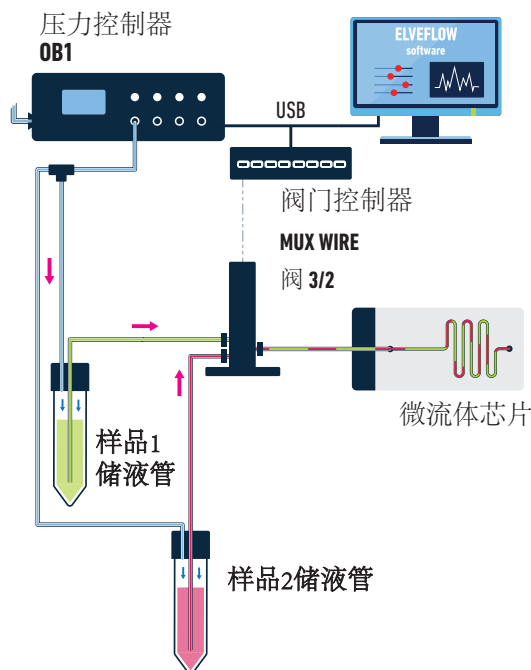 压力控制器
OB1
ELVEFLOW
software
USB
阀门控制器
MUX WIRE
阀 3/2
微流体芯片
样品1
储液管
样品2储液管